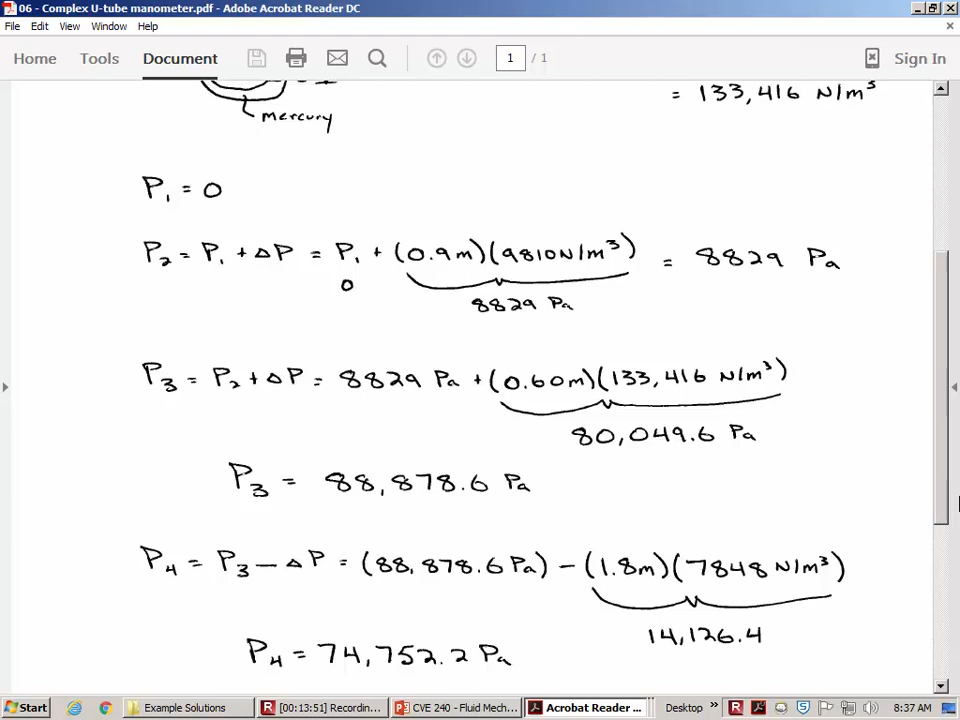 06 - Complex U-tube manometer.pdf - Adobe Acrobat Reader DC
File Edit View Window Help
Home Tools Document 1 / 1 Sign In
= 133,416 N/m³
mercury
P₁ = 0
P₂ = P₁ + ΔP = P₁ + (0.9m)(9810N/m³) = 8829 Pa
0
8829 Pa
P₃ = P₂ + ΔP = 8829 Pa + (0.60m)(133,416 N/m³)
80,049.6 Pa
P₃ = 88,878.6 Pa
P₄ = P₃ - ΔP = (88,878.6 Pa) - (1.8m)(7848 N/m³)
14,126.4
P₄ = 74,752.2 Pa
Start Example Solutions [00:13:51] Recordin... CVE 240 - Fluid Mech... Acrobat Reader ... Desktop » 8:37 AM